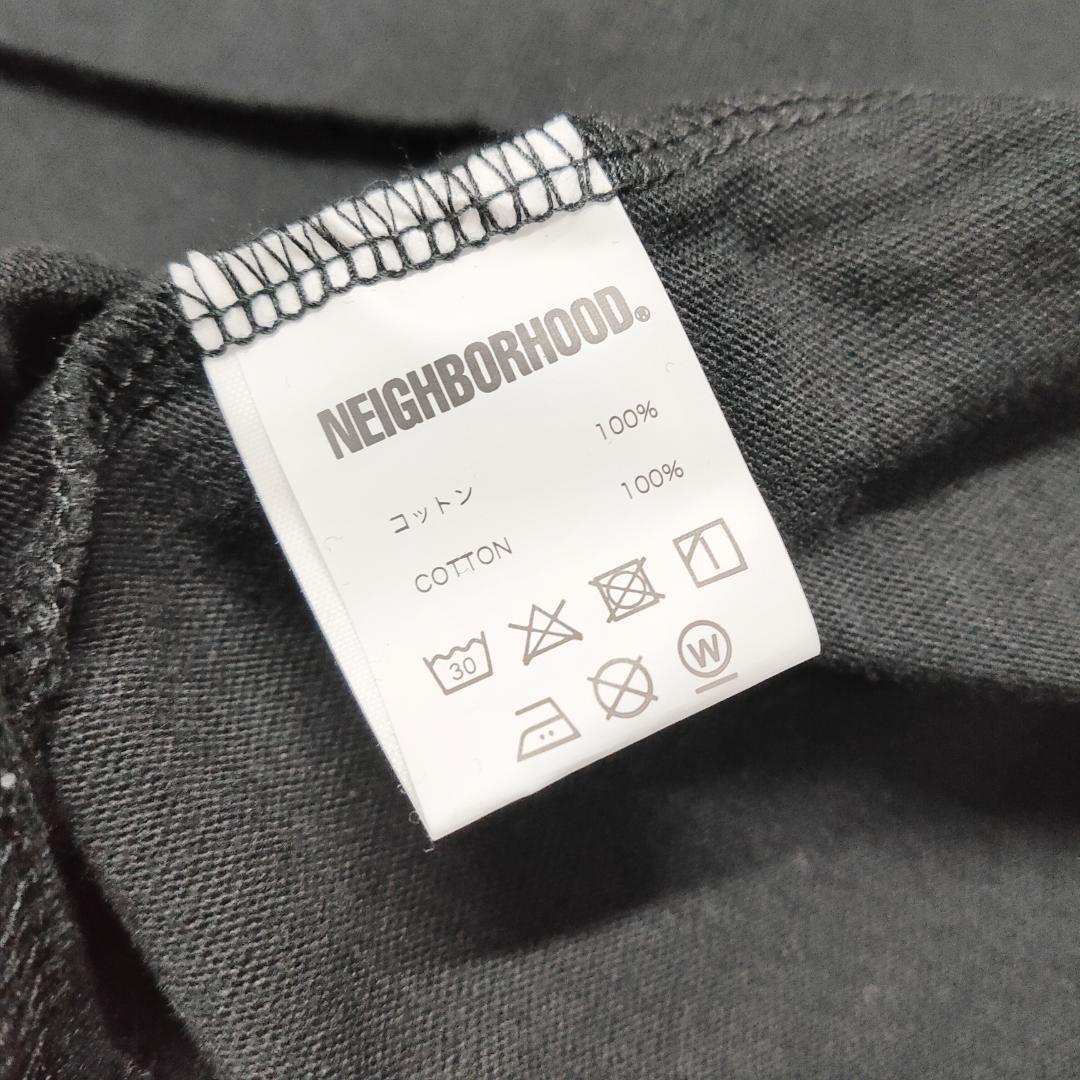 NEIGHBORHOOD®
コットン 100%
COTTON 100%
30
W